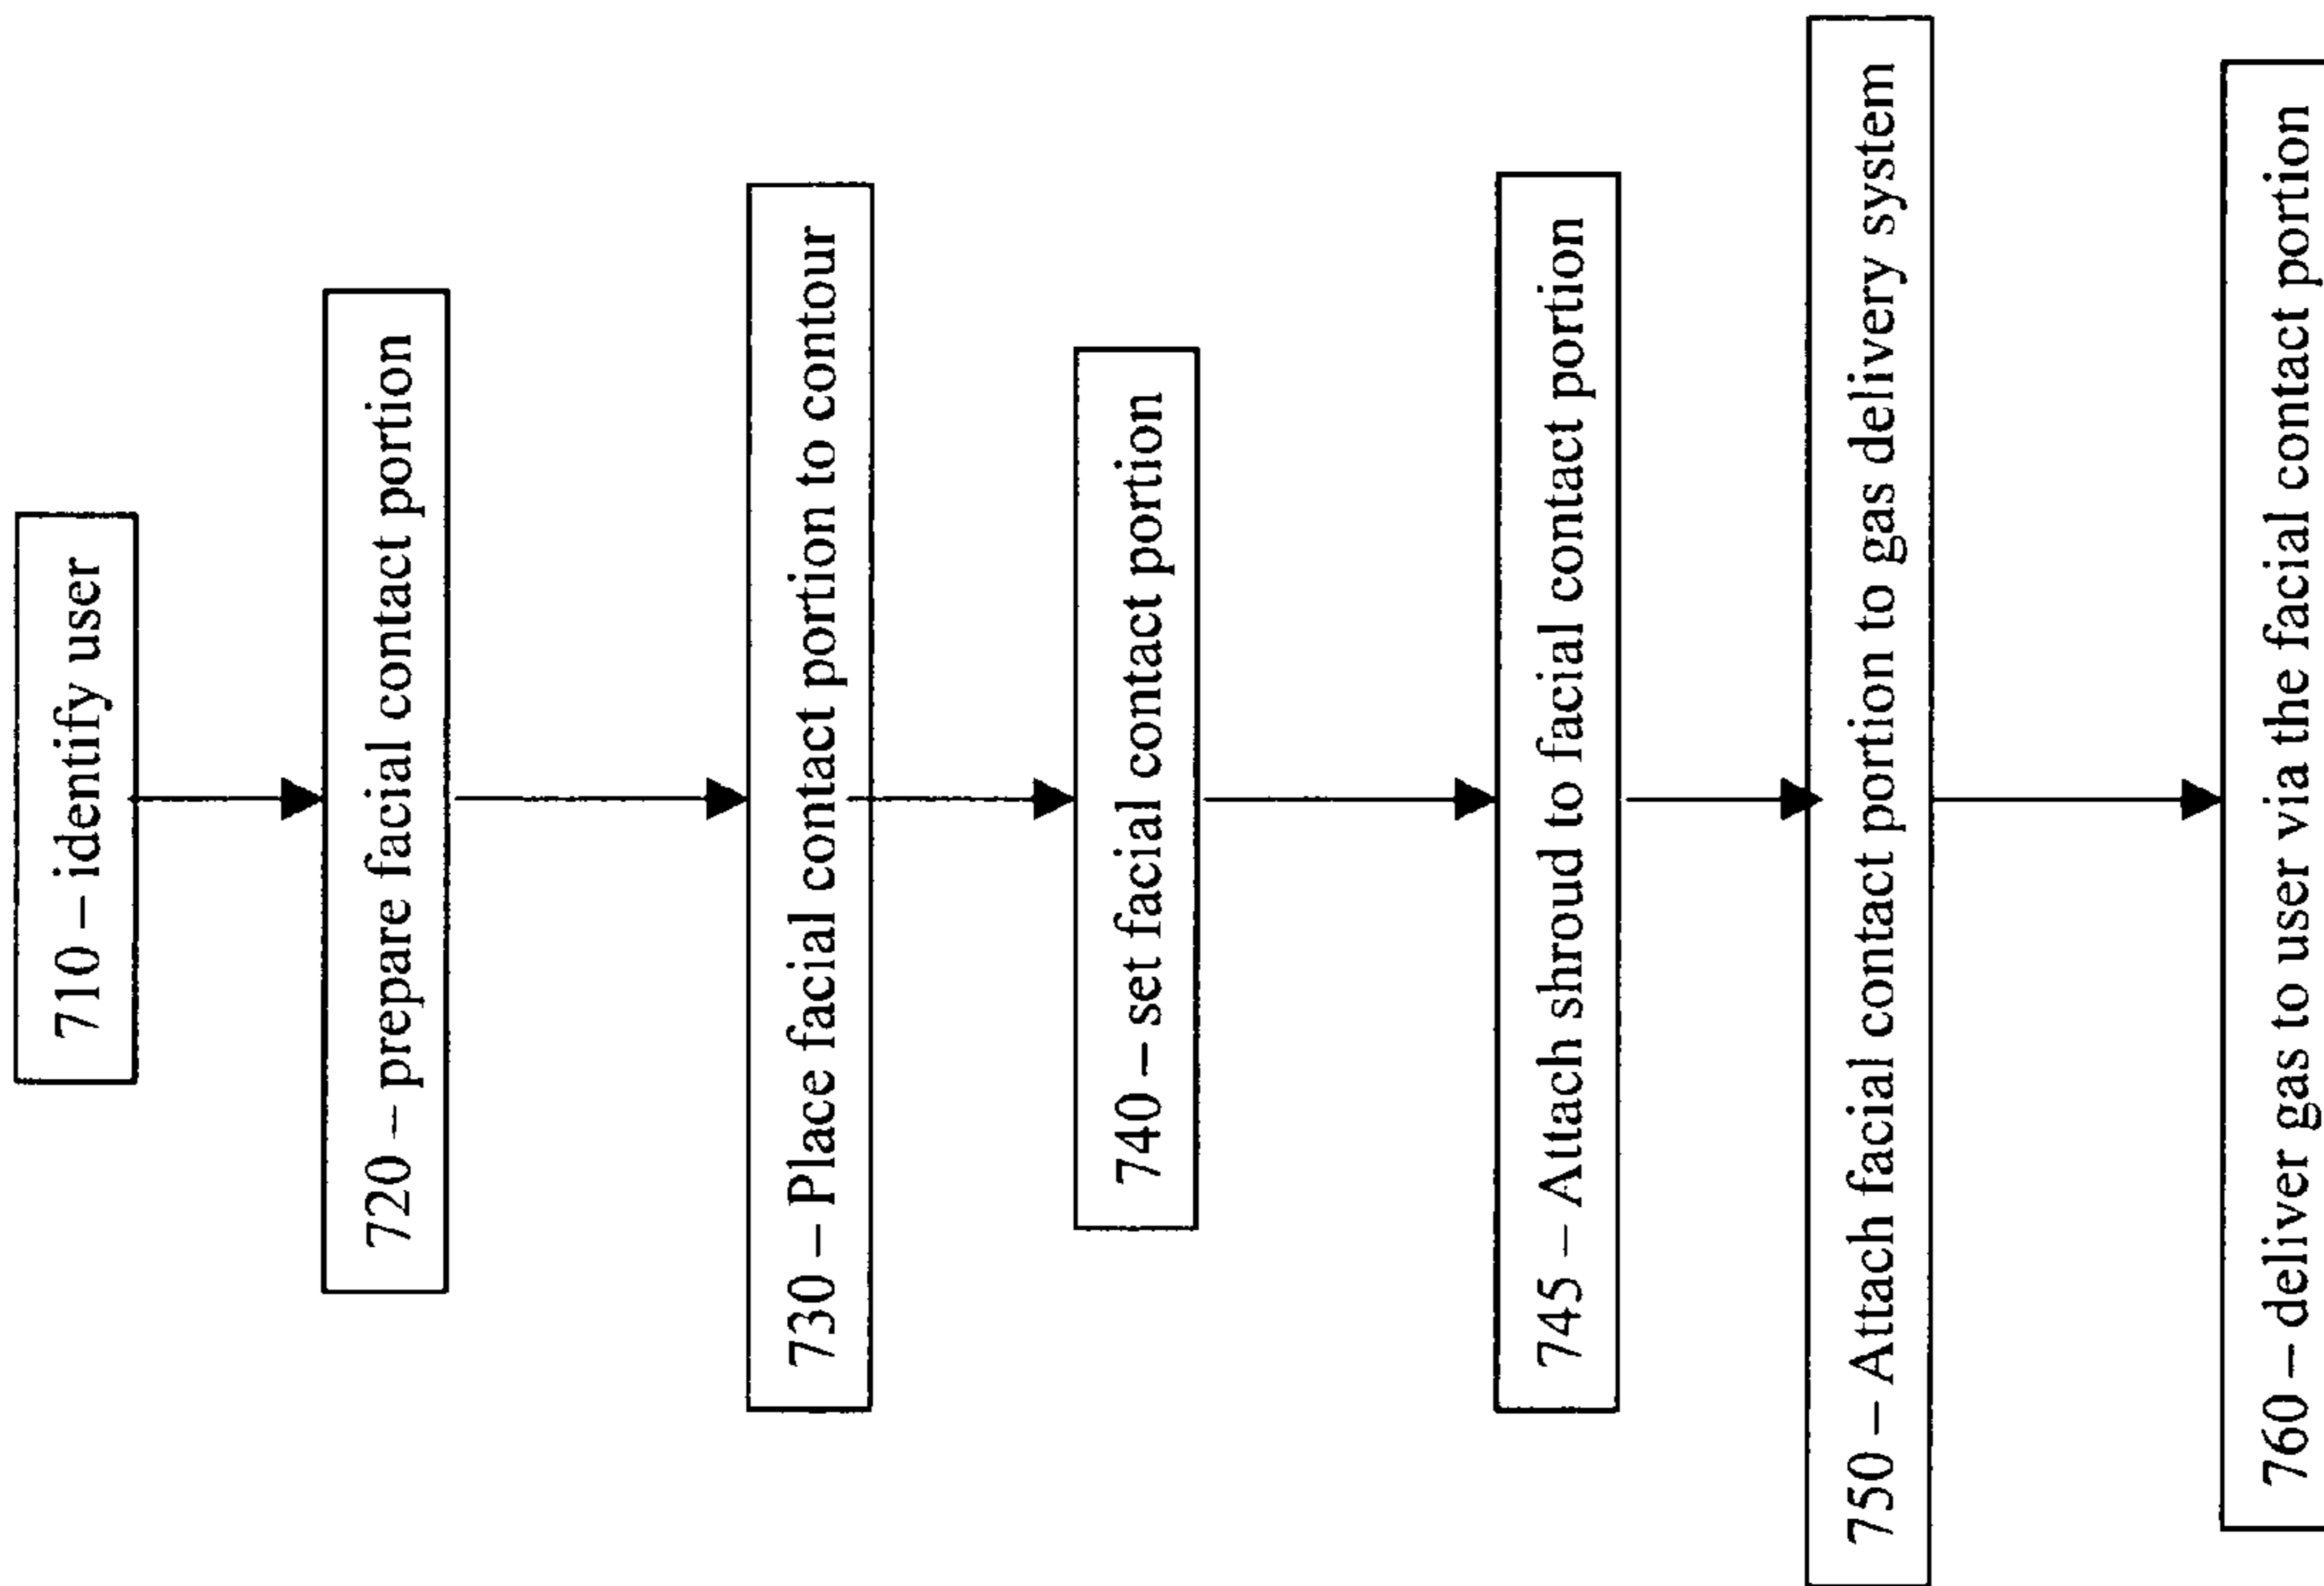 710 – identify user
720 – prepare facial contact portion
730 – Place facial contact portion to contour
740 – set facial contact portion
745 – Attach shroud to facial contact portion
750 – Attach facial contact portion to gas delivery system
760 – deliver gas to user via the facial contact portion